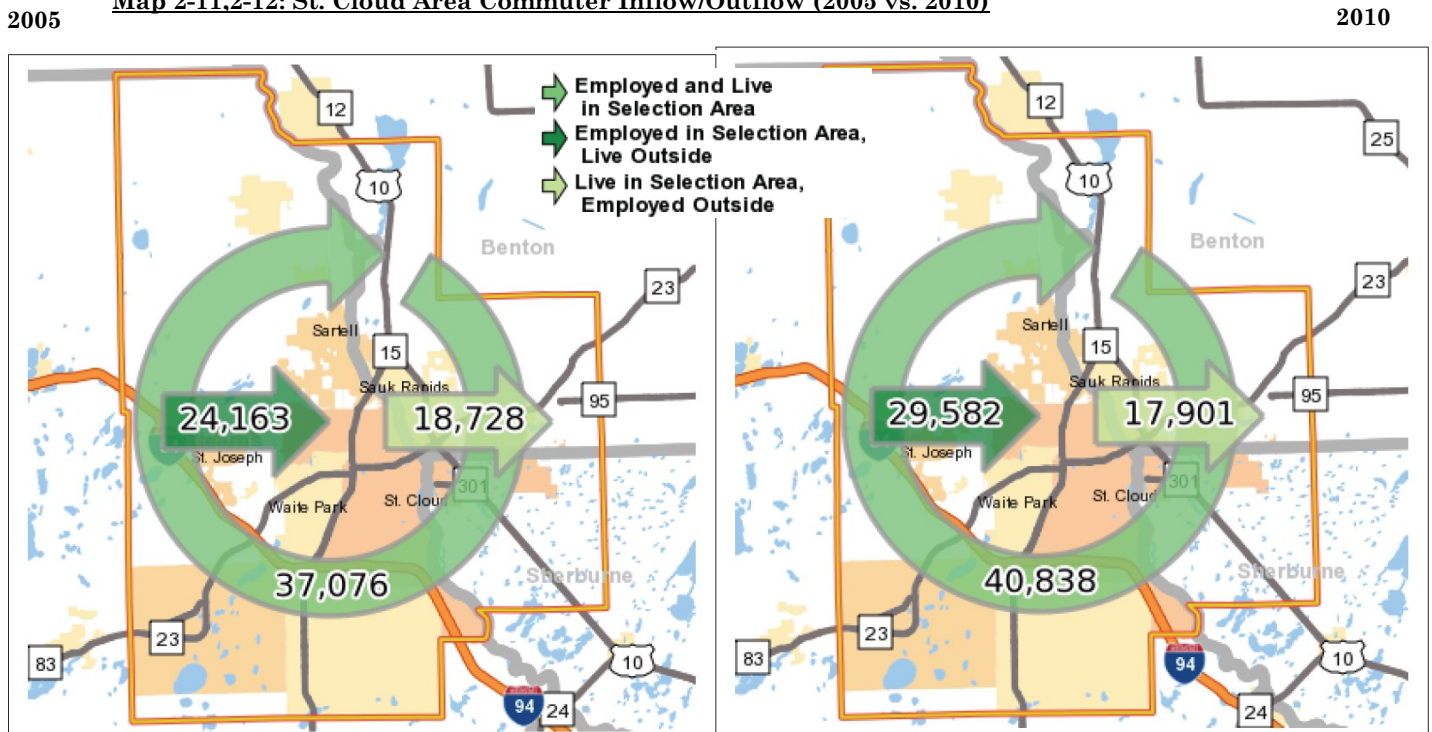 Map 2-11,2-12: St. Cloud Area Commuter Inflow/Outflow (2005 vs. 2010)
2005
2010
Employed and Live
in Selection Area
Employed in Selection Area,
Live Outside
Live in Selection Area,
Employed Outside
12
10
Benton
23
Sartell
15
Sauk Rapids
95
24,163
18,728
St. Joseph
301
Waite Park
St. Cloud
37,076
Sherburne
23
83
10
94
24
12
25
10
Benton
23
Sartell
15
Sauk Rapids
95
29,582
17,901
St. Joseph
301
Waite Park
St. Cloud
40,838
Sherburne
23
83
10
94
24